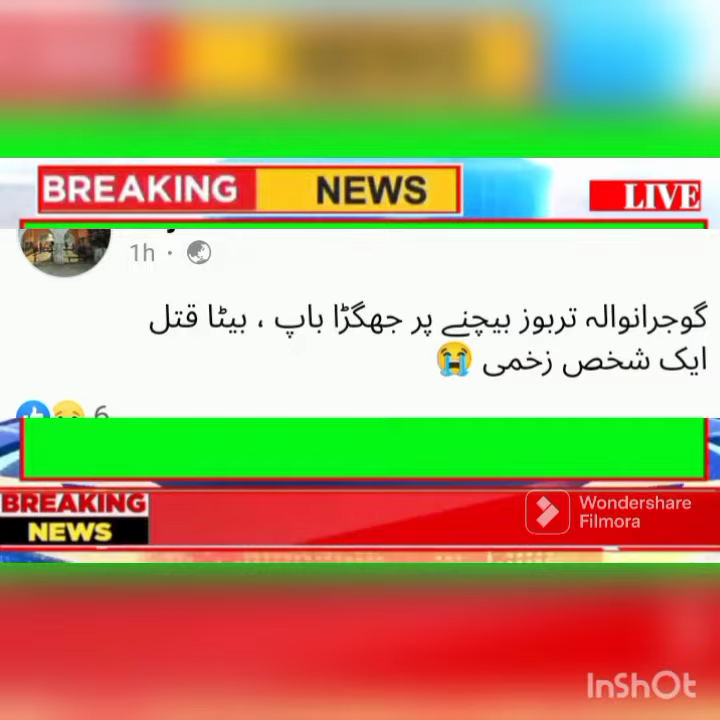 BREAKING NEWS
LIVE
1h ·
گوجرانوالہ تربوز بیچنے پر جھگڑا باپ ، بیٹا قتل
ایک شخص زخمی 😭
6
BREAKING
NEWS
Wondershare
Filmora
InShOt